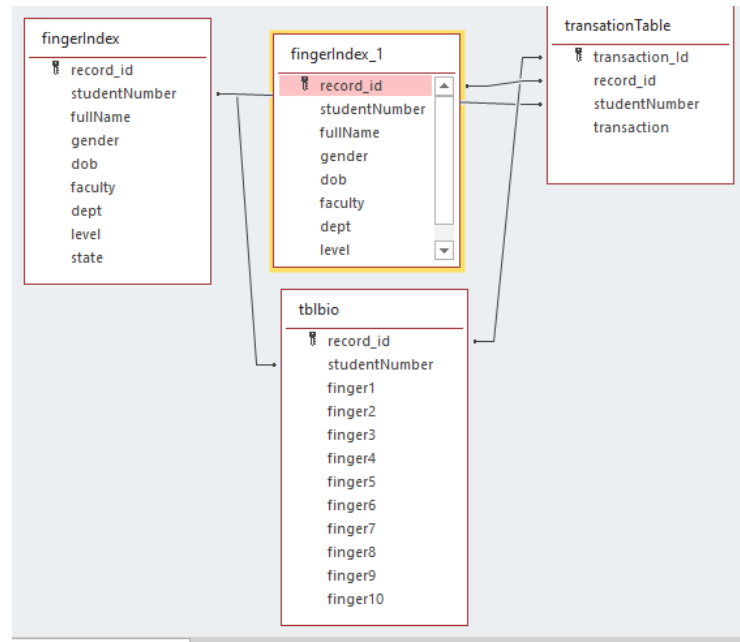 fingerIndex
record_id
studentNumber
fullName
gender
dob
faculty
dept
level
state
fingerIndex_1
record_id
studentNumber
fullName
gender
dob
faculty
dept
level
transationTable
transaction_Id
record_id
studentNumber
transaction
tblbio
record_id
studentNumber
finger1
finger2
finger3
finger4
finger5
finger6
finger7
finger8
finger9
finger10